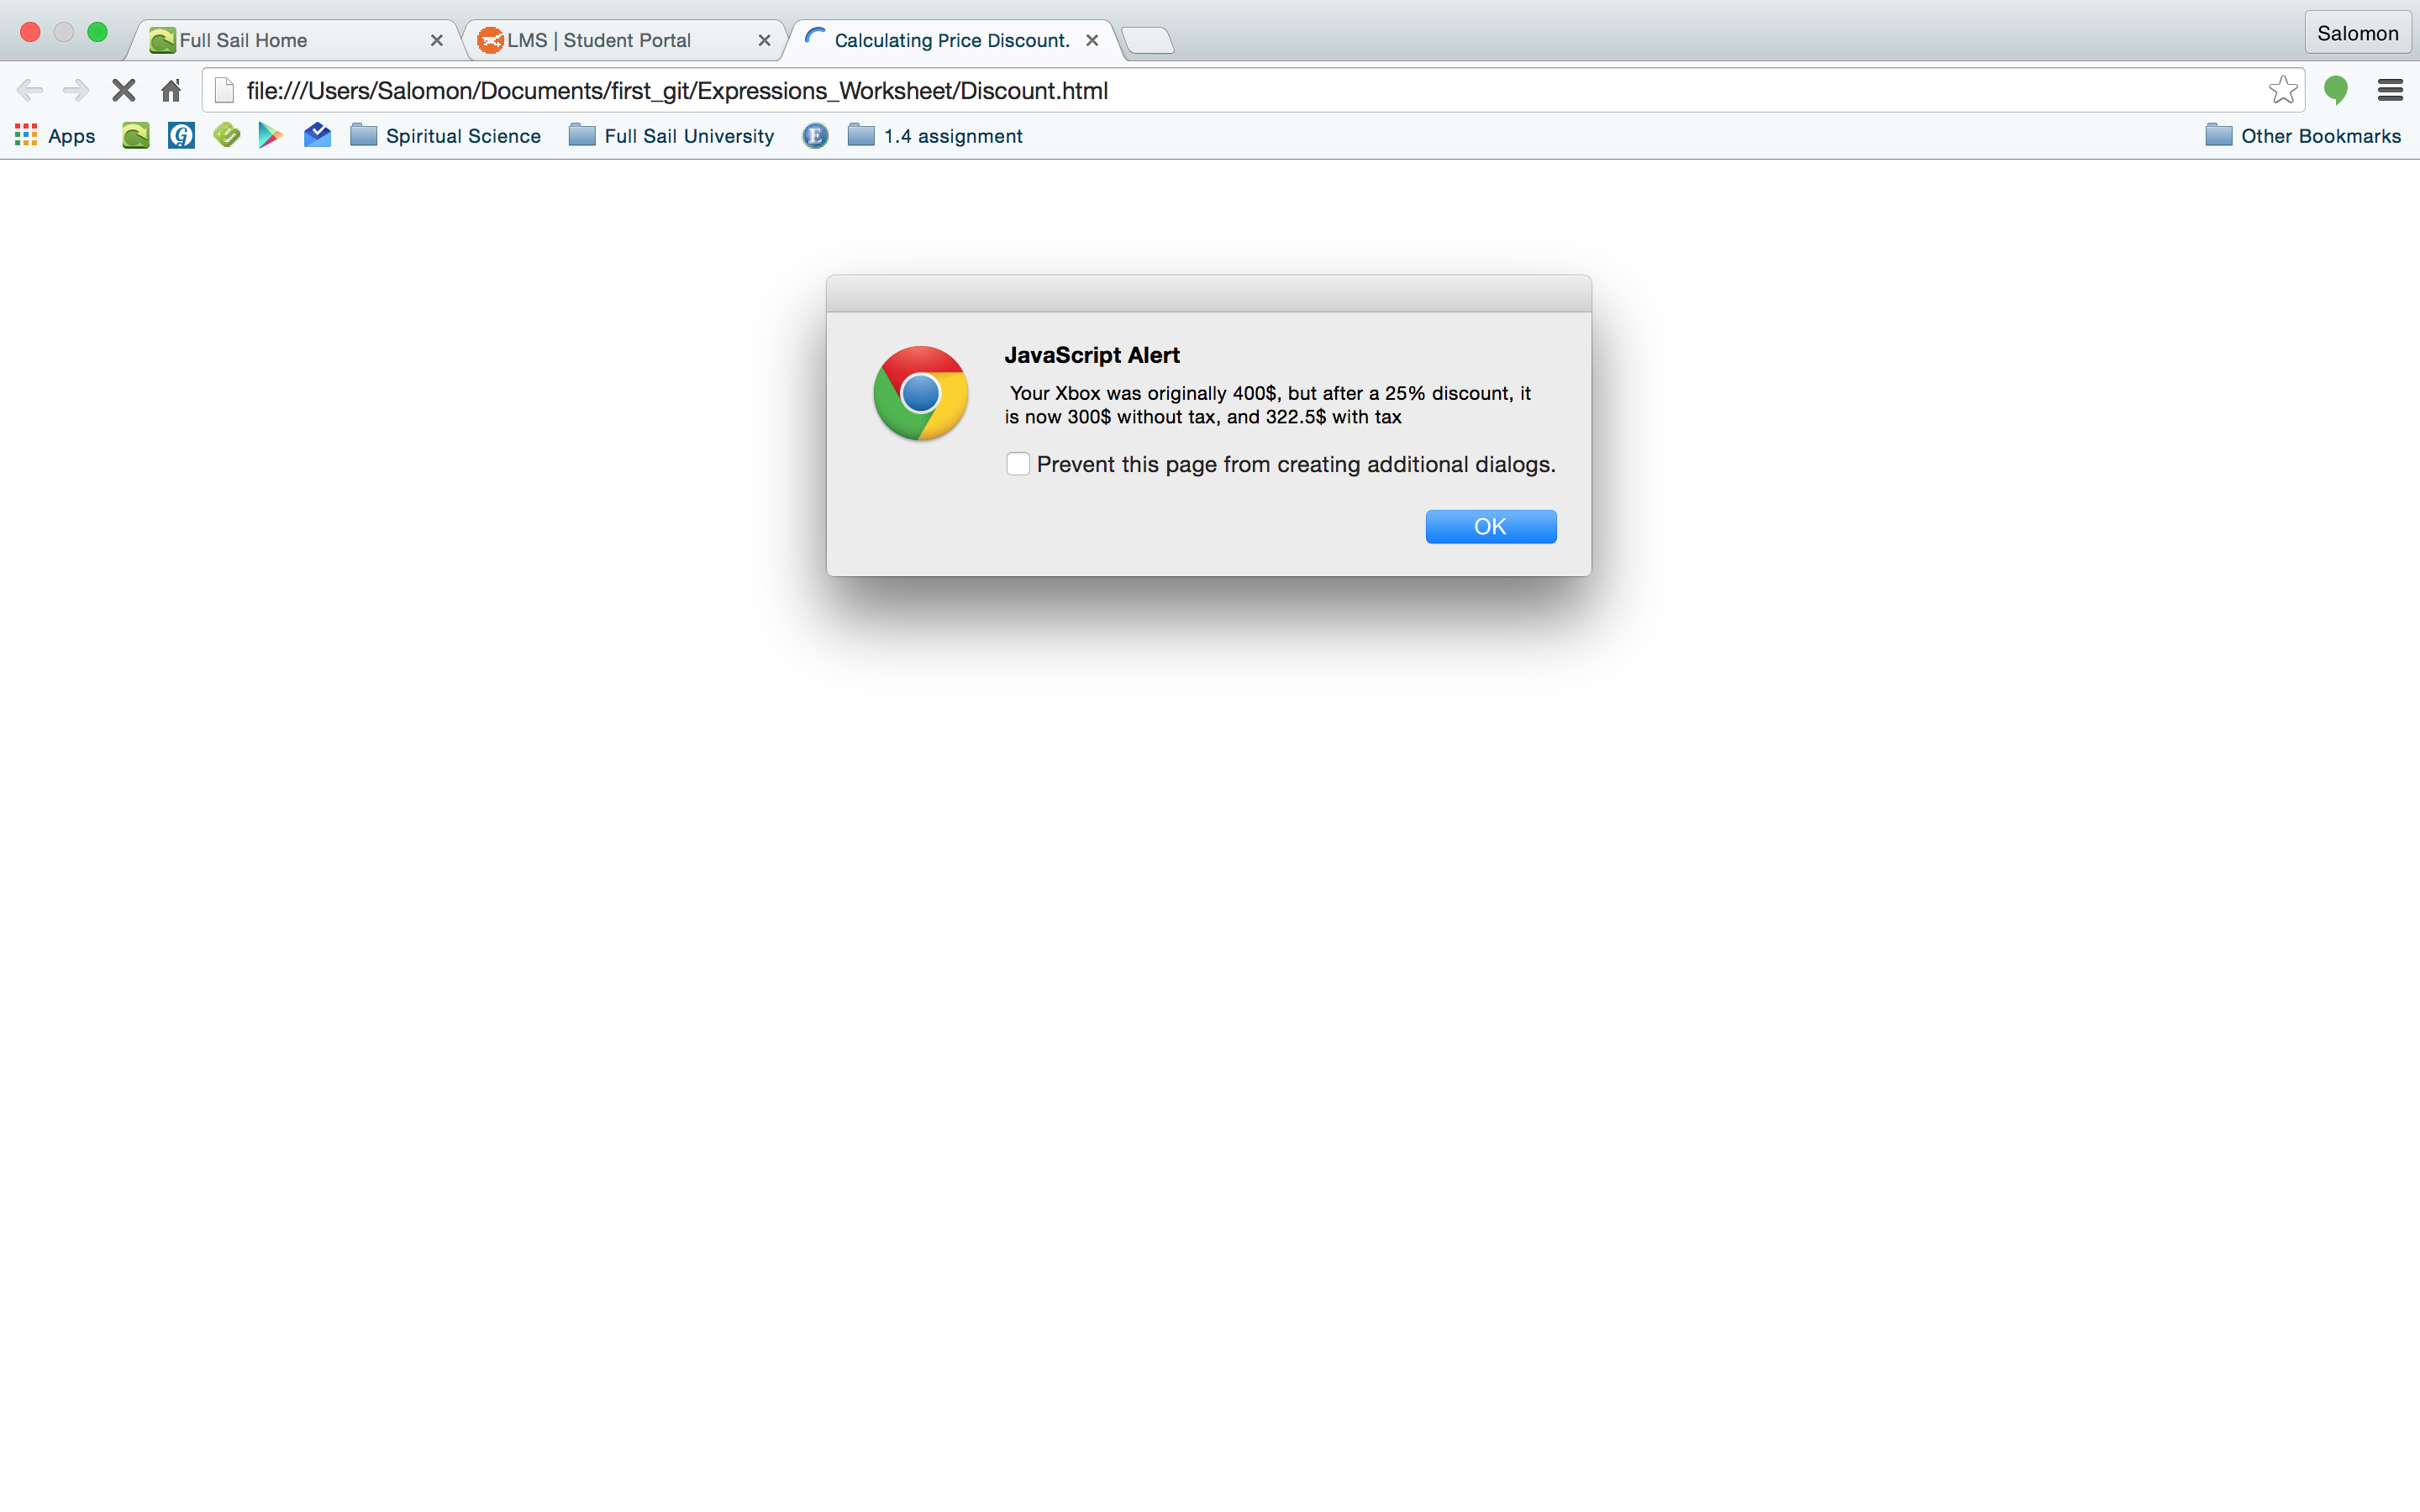 Full Sail Home
LMS | Student Portal
Calculating Price Discount.
Salomon
file:///Users/Salomon/Documents/first_git/Expressions_Worksheet/Discount.html
Apps
Spiritual Science
Full Sail University
E
1.4 assignment
Other Bookmarks
JavaScript Alert
Your Xbox was originally 400$, but after a 25% discount, it
is now 300$ without tax, and 322.5$ with tax
Prevent this page from creating additional dialogs.
OK